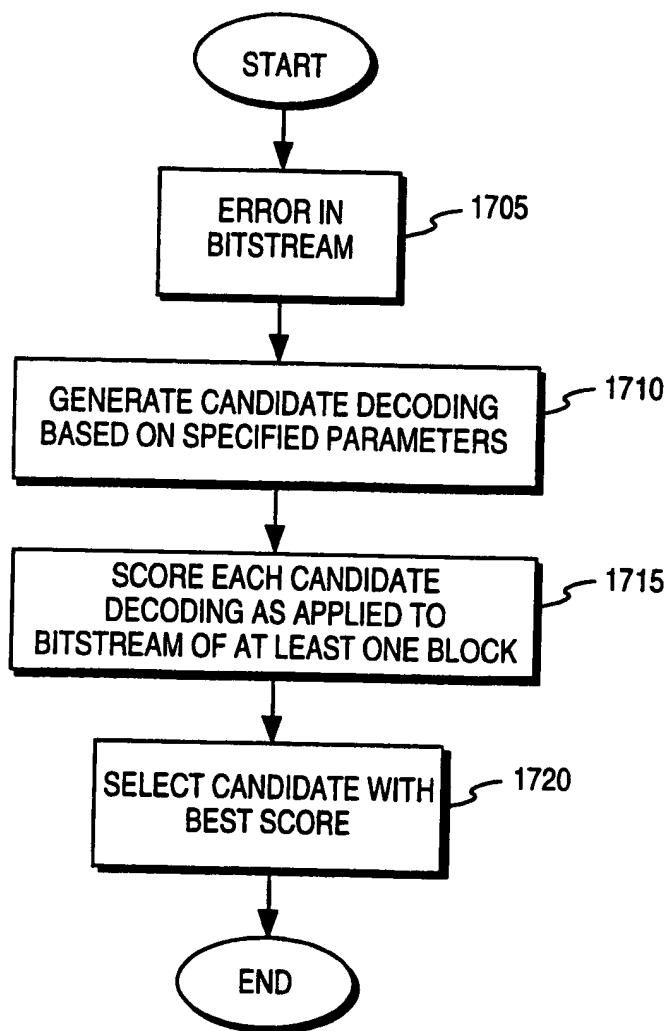 START
ERROR IN
BITSTREAM
1705
GENERATE CANDIDATE DECODING
BASED ON SPECIFIED PARAMETERS
1710
SCORE EACH CANDIDATE
DECODING AS APPLIED TO
BITSTREAM OF AT LEAST ONE BLOCK
1715
SELECT CANDIDATE WITH
BEST SCORE
1720
END